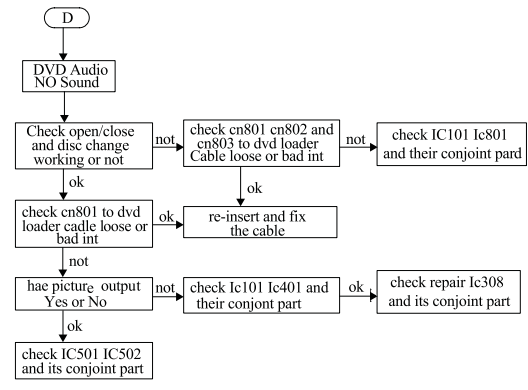 D
DVD Audio
NO Sound
Check open/close
and disc change
working or not
not
check cn801 cn802 and
cn803 to dvd loader
Cable loose or bad int
not
check IC101 Ic801
and their conjoint pard
ok
ok
check cn801 to dvd
loader cadle loose or
bad int
ok
re-insert and fix
the cable
not
hae picture output
Yes or No
not
check Ic101 Ic401 and
their conjont part
ok
check repair Ic308
and its conjoint part
ok
check IC501 IC502
and its conjoint part